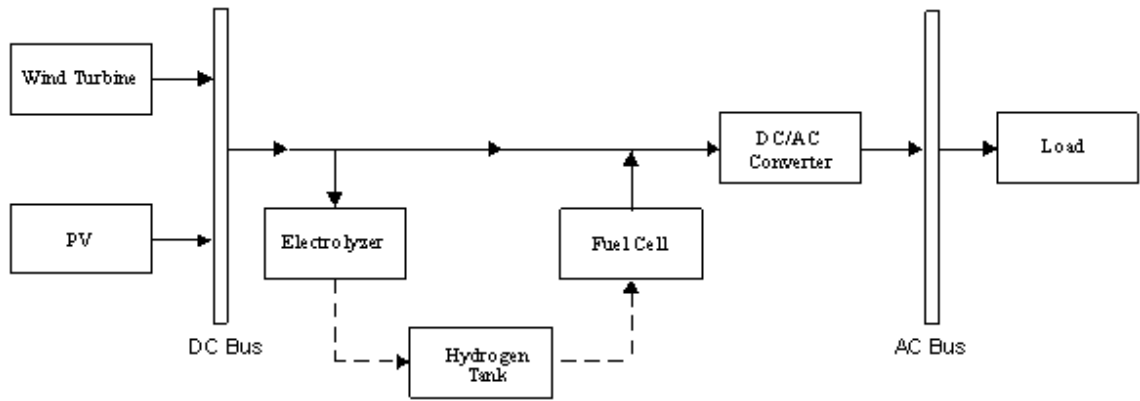 Wind Turbine
DC/AC
Converter
Load
PV
Electrolyzer
Fuel Cell
DC Bus
Hydrogen
Tank
AC Bus